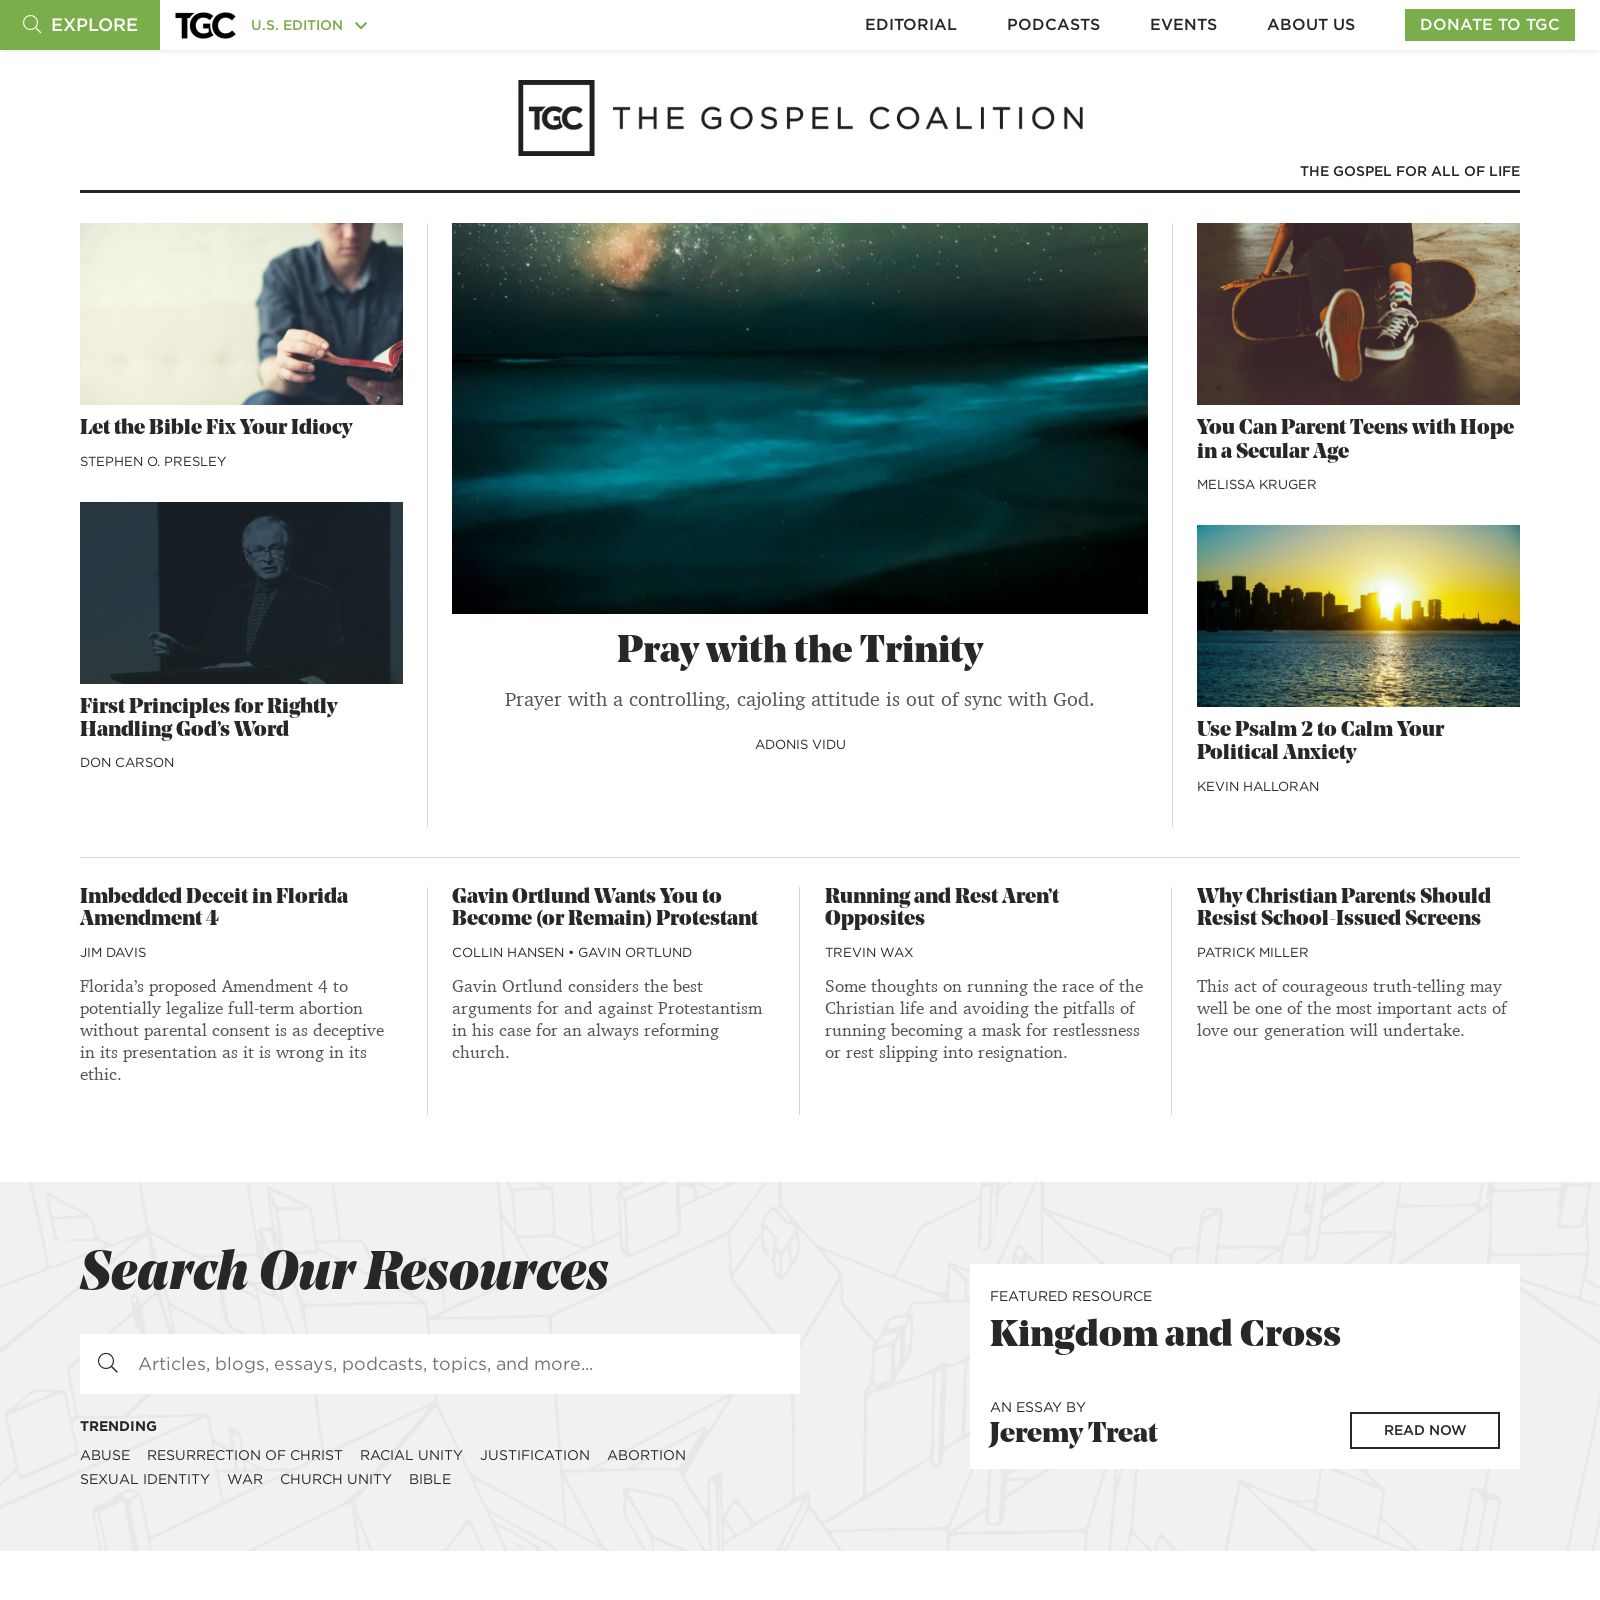 EXPLORE
TGC
U.S. EDITION
EDITORIAL
PODCASTS
EVENTS
ABOUT US
DONATE TO TGC
TGC
THE GOSPEL COALITION
THE GOSPEL FOR ALL OF LIFE
Let the Bible Fix Your Idiocy
STEPHEN O. PRESLEY
First Principles for Rightly
Handling God's Word
DON CARSON
Pray with the Trinity
Prayer with a controlling, cajoling attitude is out of sync with God.
ADONIS VIDU
You Can Parent Teens with Hope
in a Secular Age
MELISSA KRUGER
Use Psalm 2 to Calm Your
Political Anxiety
KEVIN HALLORAN
Imbedded Deceit in Florida
Amendment 4
JIM DAVIS
Florida’s proposed Amendment 4 to
potentially legalize full-term abortion
without parental consent is as deceptive
in its presentation as it is wrong in its
ethic.
Gavin Ortlund Wants You to
Become (or Remain) Protestant
COLLIN HANSEN • GAVIN ORTLUND
Gavin Ortlund considers the best
arguments for and against Protestantism
in his case for an always reforming
church.
Running and Rest Aren’t
Opposites
TREVIN WAX
Some thoughts on running the race of the
Christian life and avoiding the pitfalls of
running becoming a mask for restlessness
or rest slipping into resignation.
Why Christian Parents Should
Resist School-Issued Screens
PATRICK MILLER
This act of courageous truth-telling may
well be one of the most important acts of
love our generation will undertake.
Search Our Resources
Articles, blogs, essays, podcasts, topics, and more...
TRENDING
ABUSE RESURRECTION OF CHRIST RACIAL UNITY JUSTIFICATION ABORTION
SEXUAL IDENTITY WAR CHURCH UNITY BIBLE
FEATURED RESOURCE
Kingdom and Cross
AN ESSAY BY
Jeremy Treat
READ NOW